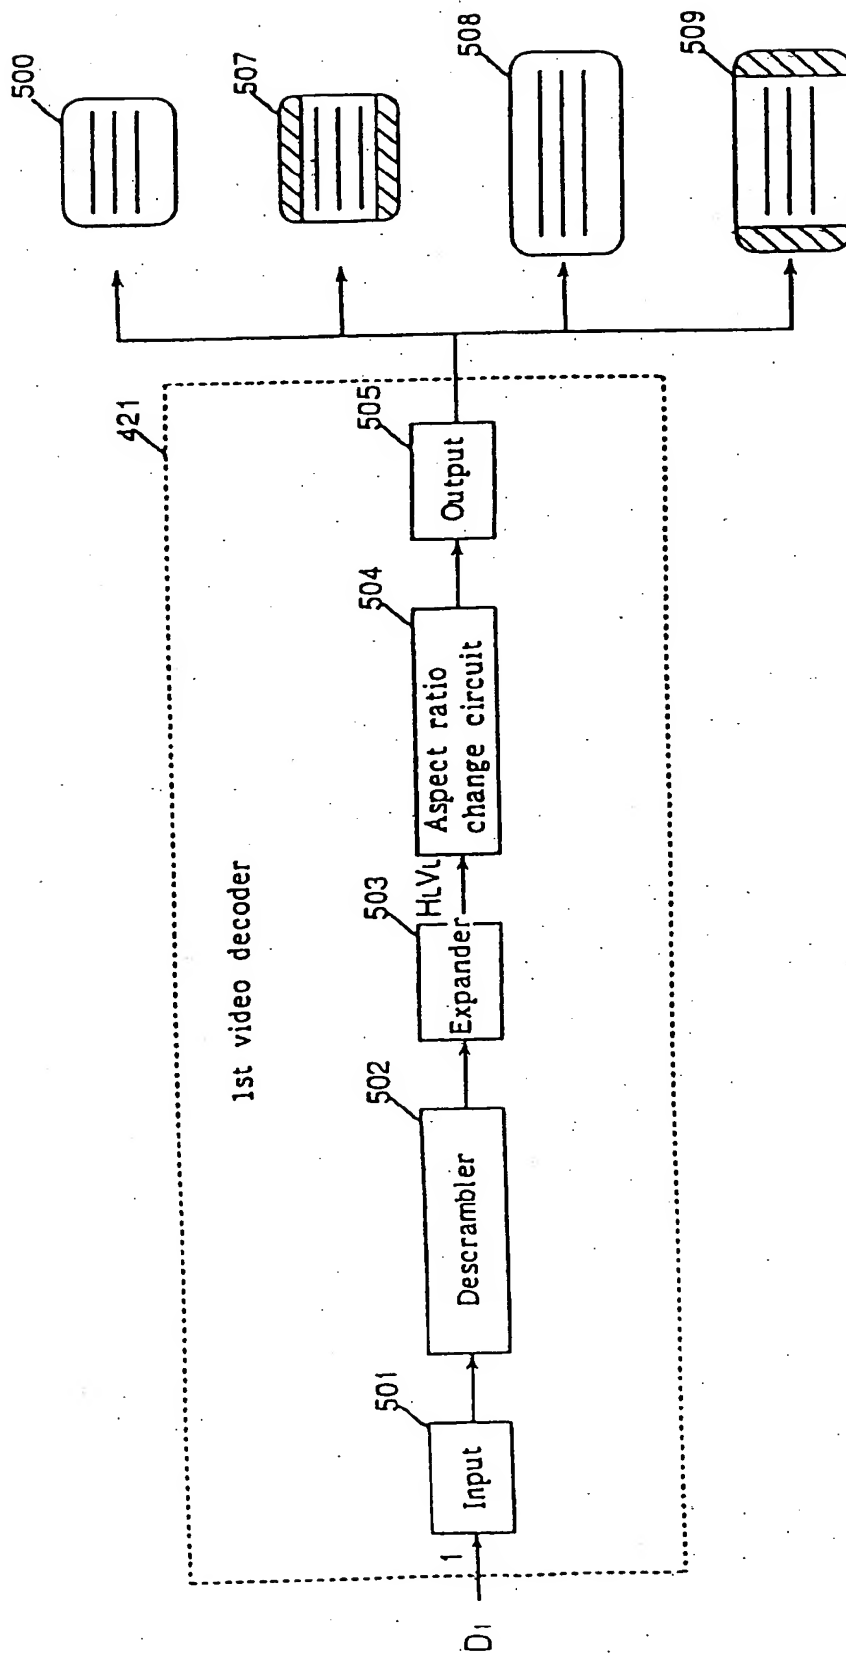 500
507
508
509
421
1st video decoder
D1
1
501
Input
502
Descrambler
503
Expander
HLVL
504
Aspect ratio
change circuit
505
Output